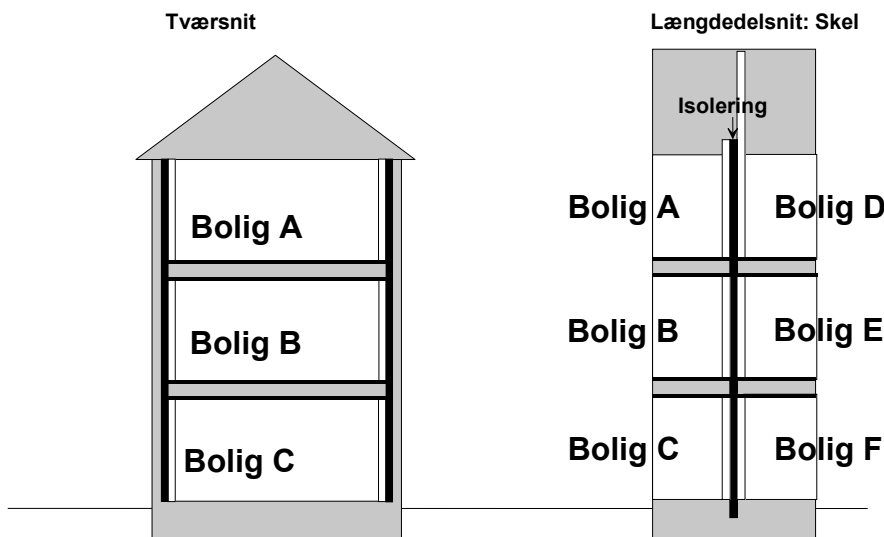 Tværsnit
Bolig A
Bolig B
Bolig C
Længdedelsnit: Skel
Isolering
Bolig A
Bolig D
Bolig B
Bolig E
Bolig C
Bolig F